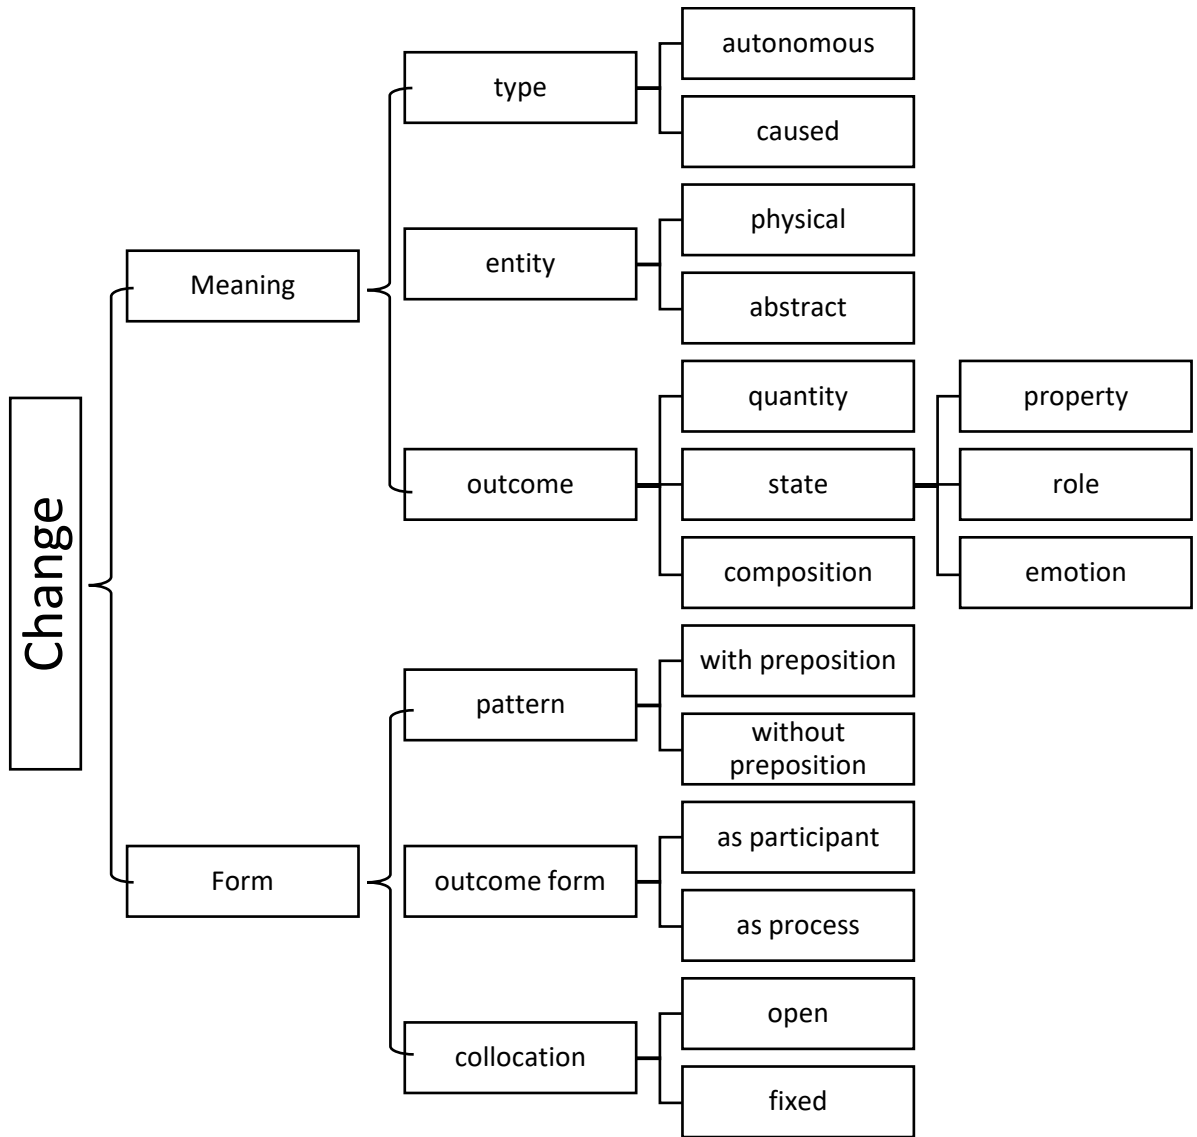 autonomous
type
caused
physical
Meaning
entity
abstract
quantity
property
outcome
state
role
composition
emotion
Change
with preposition
pattern
without
preposition
as participant
Form
outcome form
as process
open
collocation
fixed